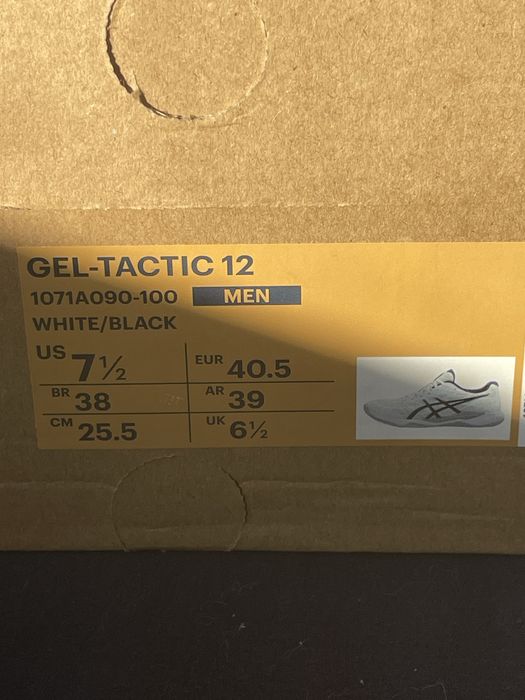 GEL-TACTIC 12
1071A090-100 MEN
WHITE/BLACK
US 7½ EUR 40.5
BR 38 AR 39
CM 25.5 UK 6½